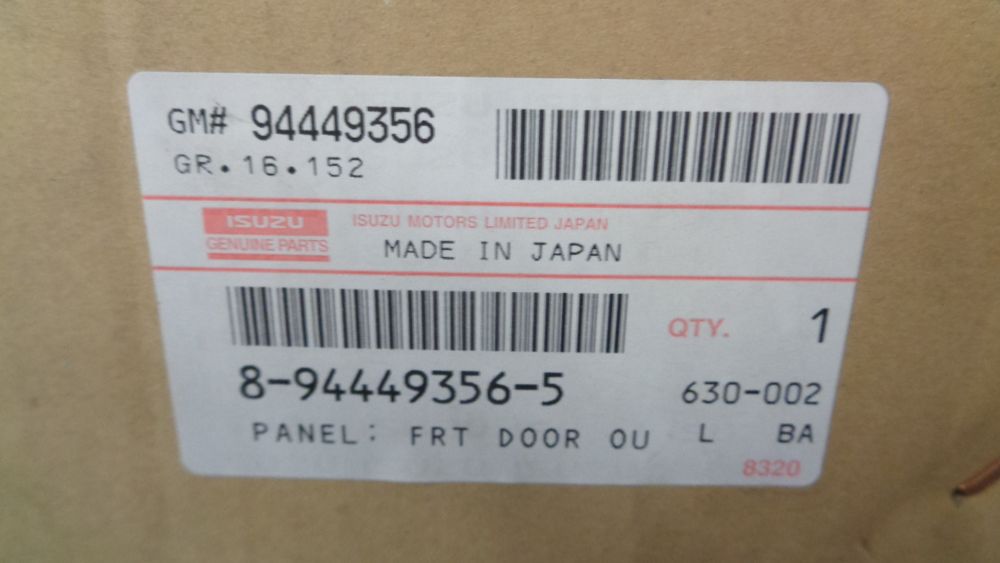 GM# 94449356
GR.16.152
ISUZU
GENUINE PARTS
ISUZU MOTORS LIMITED JAPAN
MADE IN JAPAN
QTY. 1
8-94449356-5
630-002
PANEL: FRT DOOR OU L BA
8320